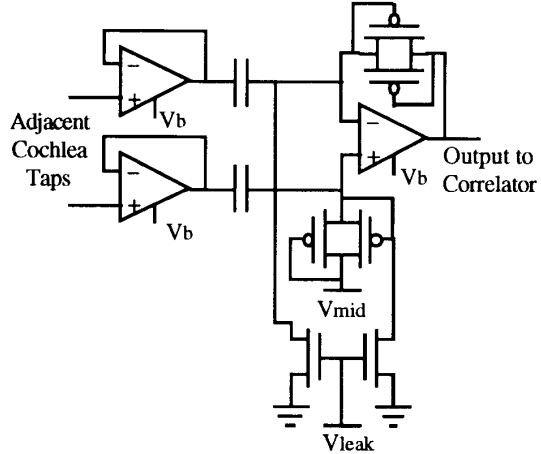 −
+
Vb
Adjacent
Cochlea
Taps
−
+
Vb
−
+
Vb
Output to
Correlator
Vmid
Vleak